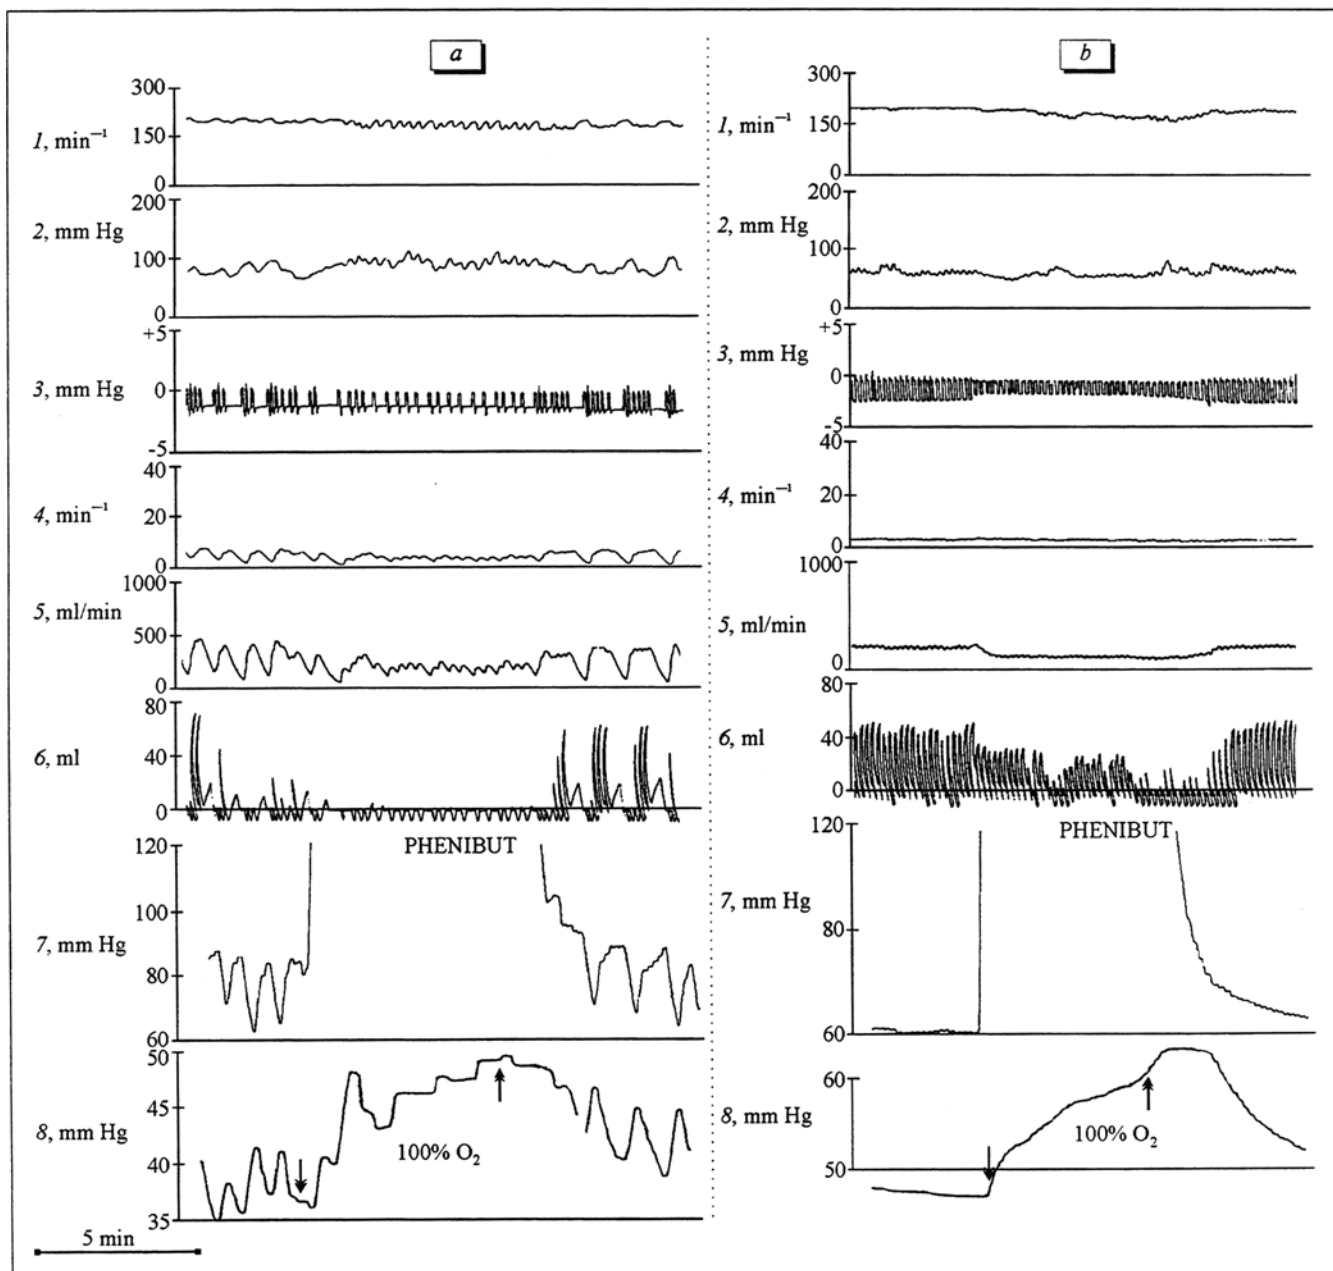 a
300
1, min⁻¹
150
0
200
2, mm Hg
100
0
+5
3, mm Hg
0
-5
40
4, min⁻¹
20
0
1000
5, ml/min
500
0
80
6, ml
40
0
PHENIBUT
120
100
7, mm Hg
80
60
50
45
8, mm Hg
40
100% O₂
35
5 min
b
300
1, min⁻¹
150
0
200
2, mm Hg
100
0
+5
3, mm Hg
0
+5
40
4, min⁻¹
20
0
1000
5, ml/min
0
80
6, ml
40
0
PHENIBUT
120
7, mm Hg
80
60
60
8, mm Hg
100% O₂
50